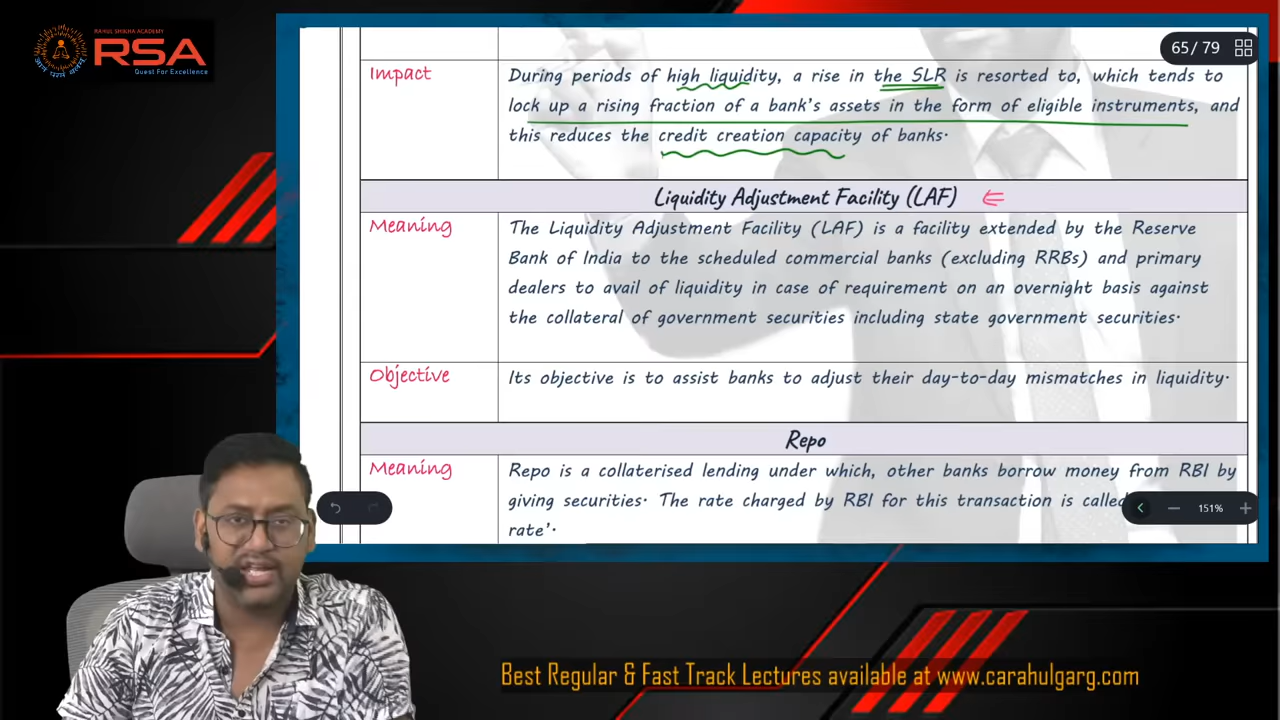 RAHUL SHIKHA ACADEMY
RSA
Quest For Excellence
65 / 79
Impact
During periods of high liquidity, a rise in the SLR is resorted to, which tends to
lock up a rising fraction of a bank's assets in the form of eligible instruments, and
this reduces the credit creation capacity of banks.
Liquidity Adjustment Facility (LAF)
Meaning
The Liquidity Adjustment Facility (LAF) is a facility extended by the Reserve
Bank of India to the scheduled commercial banks (excluding RRBs) and primary
dealers to avail of liquidity in case of requirement on an overnight basis against
the collateral of government securities including state government securities.
Objective
Its objective is to assist banks to adjust their day-to-day mismatches in liquidity.
Repo
Meaning
Repo is a collaterised lending under which, other banks borrow money from RBI by
giving securities. The rate charged by RBI for this transaction is called
rate'.
151%
Best Regular & Fast Track Lectures available at www.carahulgarg.com